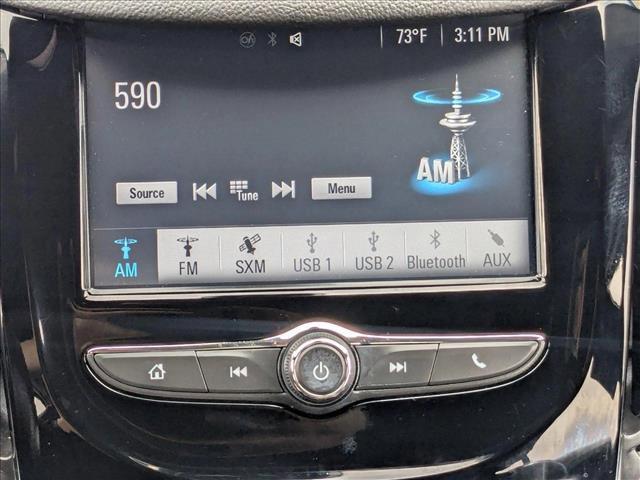 73°F 3:11 PM
590
AM
Source Tune Menu
AM FM SXM USB 1 USB 2 Bluetooth AUX